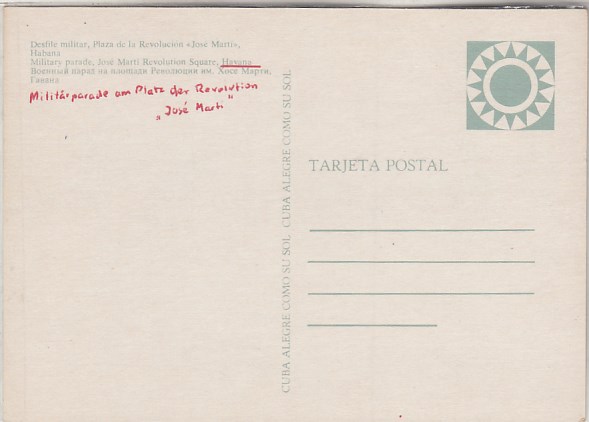 Desfile militar, Plaza de la Revolución «José Martí»,
Habana
Military parade, José Martí Revolution Square, Havana
Военный парад на площади Революции им. Хосе Марти,
Гавана
Militärparade am Platz der Revolution
„José Marti"
CUBA ALEGRE COMO SU SOL CUBA ALEGRE COMO SU SOL
TARJETA POSTAL